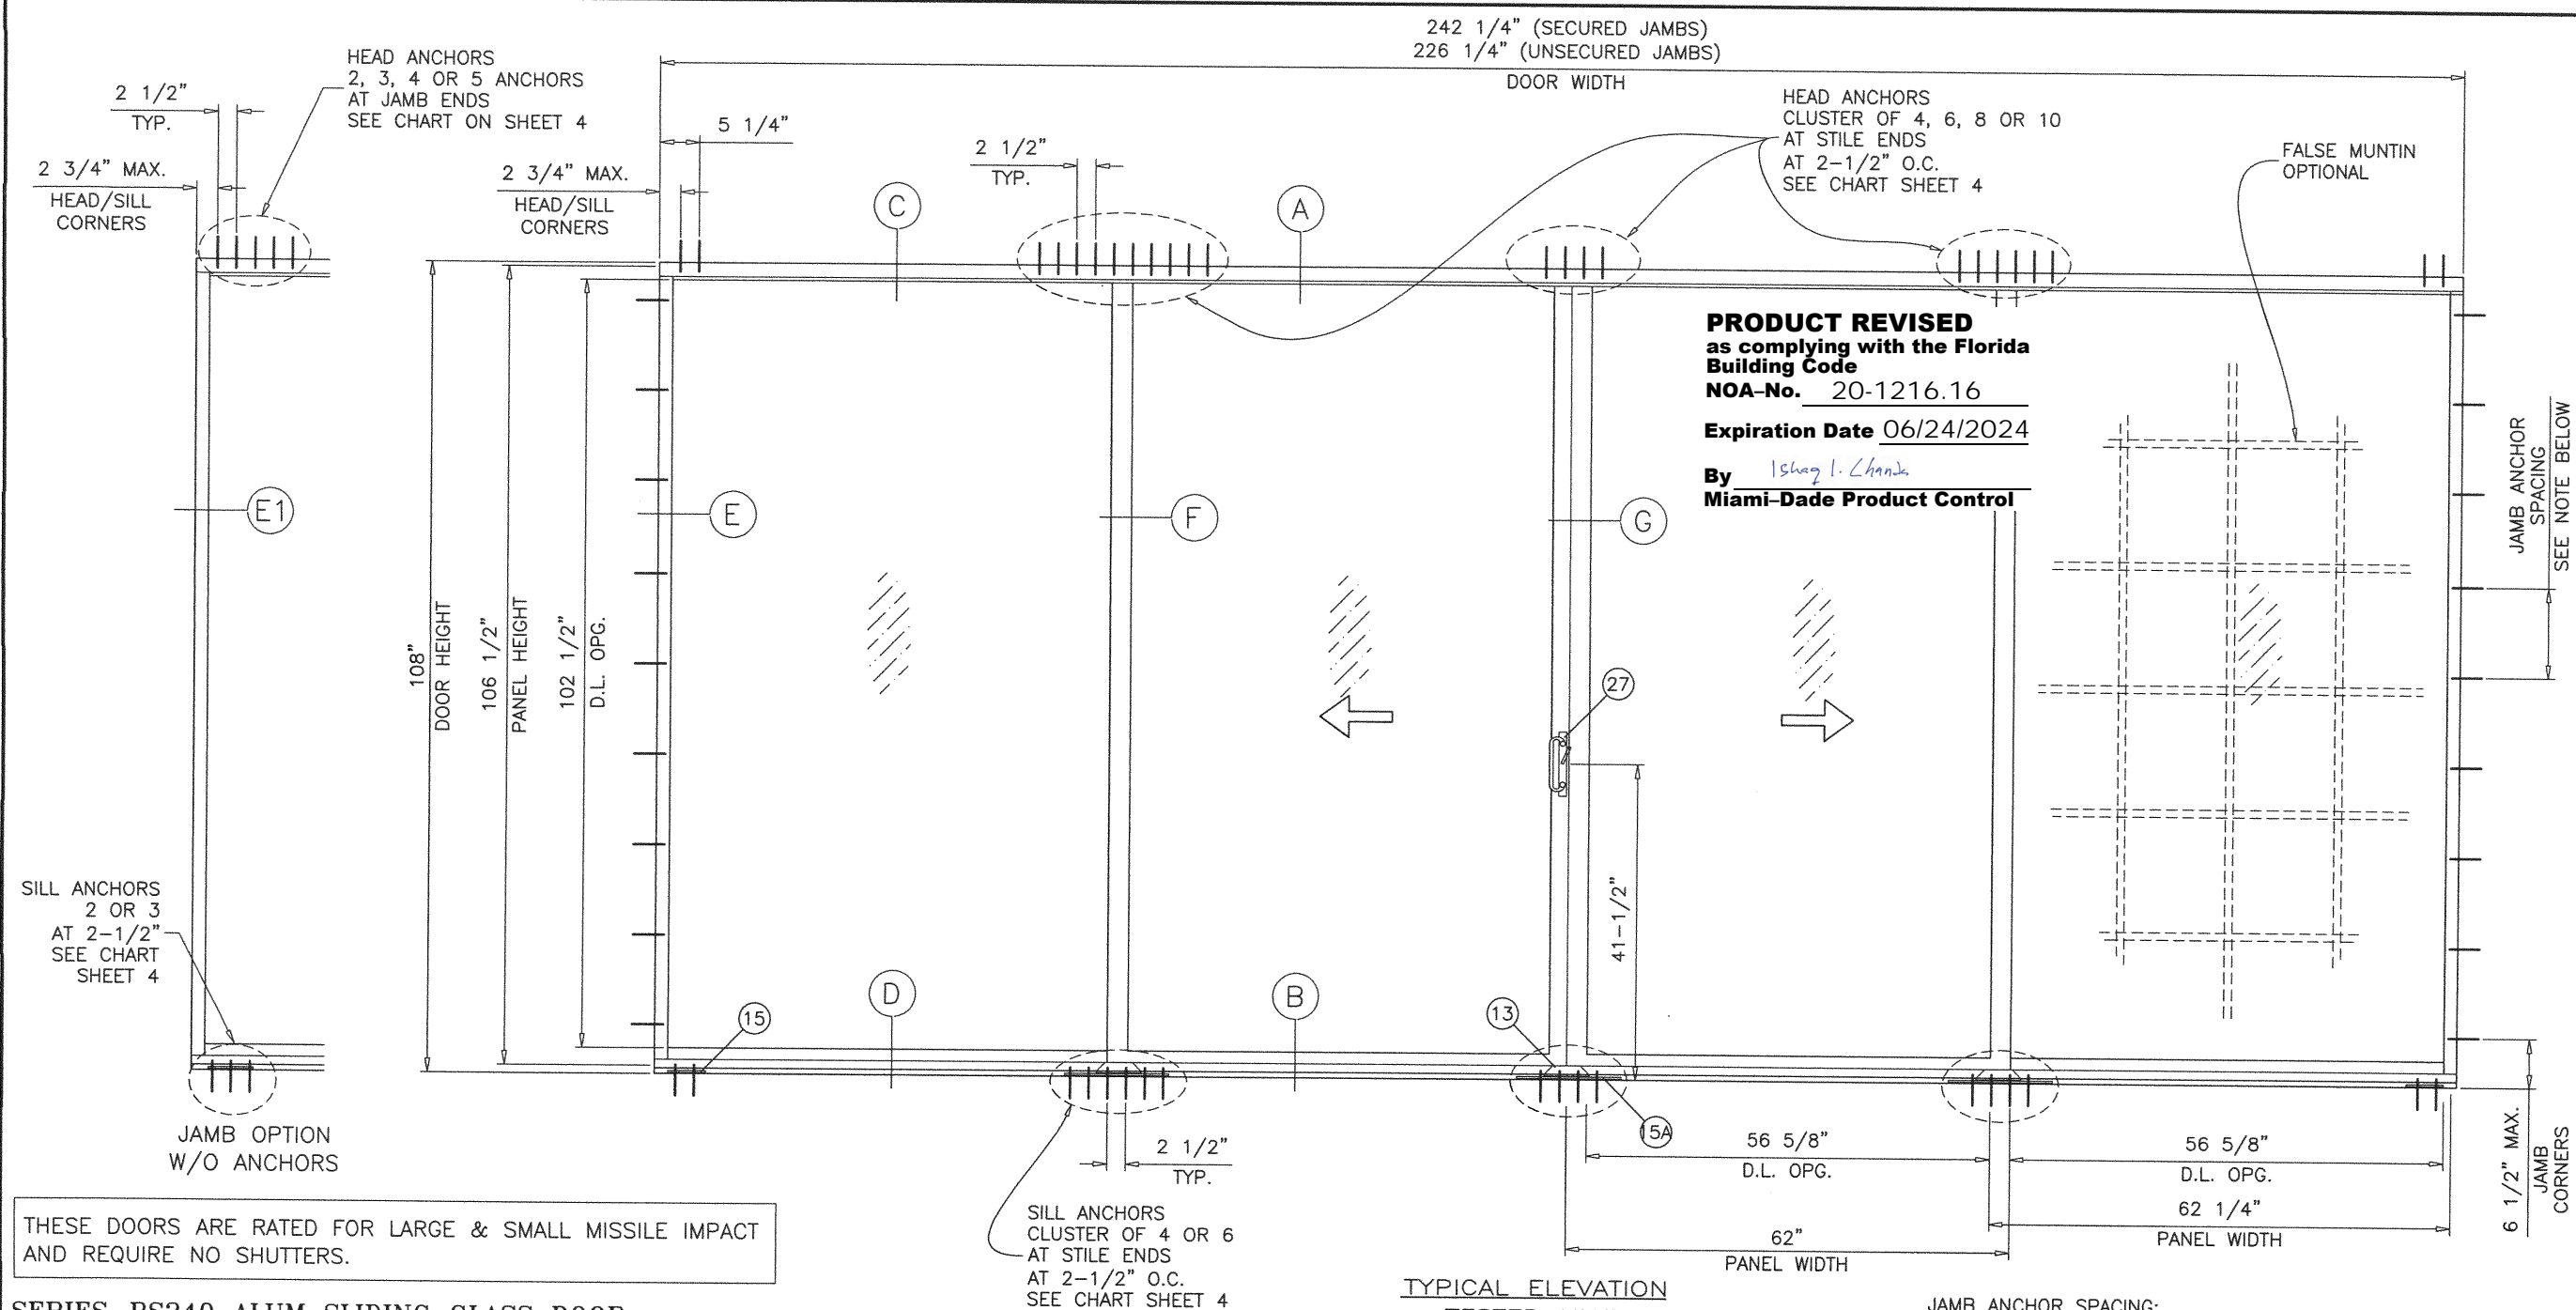 242 1/4" (SECURED JAMBS)
226 1/4" (UNSECURED JAMBS)
DOOR WIDTH
HEAD ANCHORS
2, 3, 4 OR 5 ANCHORS
AT JAMB ENDS
SEE CHART ON SHEET 4
2 1/2"
TYP.
2 3/4" MAX.
HEAD/SILL
CORNERS
5 1/4"
2 3/4" MAX.
HEAD/SILL
CORNERS
2 1/2"
TYP.
HEAD ANCHORS
CLUSTER OF 4, 6, 8 OR 10
AT STILE ENDS
AT 2-1/2" O.C.
SEE CHART SHEET 4
FALSE MUNTIN
OPTIONAL
C
A
PRODUCT REVISED
as complying with the Florida
Building Code
NOA-No. 20-1216.16
Expiration Date 06/24/2024
By
Miami-Dade Product Control
E1
E
F
G
JAMB ANCHOR
SPACING
SEE NOTE BELOW
108"
DOOR HEIGHT
106 1/2"
PANEL HEIGHT
102 1/2"
D.L. OPG.
27
41-1/2"
SILL ANCHORS
2 OR 3
AT 2-1/2"
SEE CHART
SHEET 4
D
B
15
13
15A
JAMB OPTION
W/O ANCHORS
2 1/2"
TYP.
56 5/8"
D.L. OPG.
56 5/8"
D.L. OPG.
6 1/2" MAX.
JAMB
CORNERS
62 1/4"
PANEL WIDTH
62"
PANEL WIDTH
THESE DOORS ARE RATED FOR LARGE & SMALL MISSILE IMPACT
AND REQUIRE NO SHUTTERS.
SILL ANCHORS
CLUSTER OF 4 OR 6
AT STILE ENDS
AT 2-1/2" O.C.
SEE CHART SHEET 4
TYPICAL ELEVATION
JAMB ANCHOR SPACING: